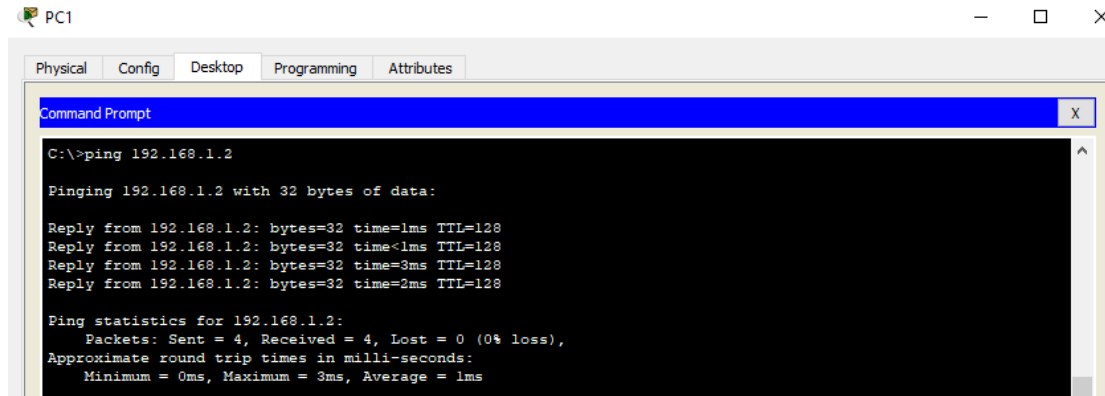 PC1
Physical Config Desktop Programming Attributes
Command Prompt
X
C:\>ping 192.168.1.2
Pinging 192.168.1.2 with 32 bytes of data:
Reply from 192.168.1.2: bytes=32 time=1ms TTL=128
Reply from 192.168.1.2: bytes=32 time<1ms TTL=128
Reply from 192.168.1.2: bytes=32 time=3ms TTL=128
Reply from 192.168.1.2: bytes=32 time=2ms TTL=128
Ping statistics for 192.168.1.2:
Packets: Sent = 4, Received = 4, Lost = 0 (0% loss),
Approximate round trip times in milli-seconds:
Minimum = 0ms, Maximum = 3ms, Average = 1ms